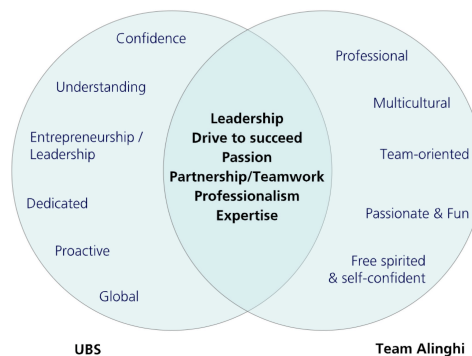 Confidence
Understanding
Entrepreneurship /
Leadership
Dedicated
Proactive
Global
Leadership
Drive to succeed
Passion
Partnership/Teamwork
Professionalism
Expertise
Professional
Multicultural
Team-oriented
Passionate & Fun
Free spirited
& self-confident
UBS
Team Alinghi